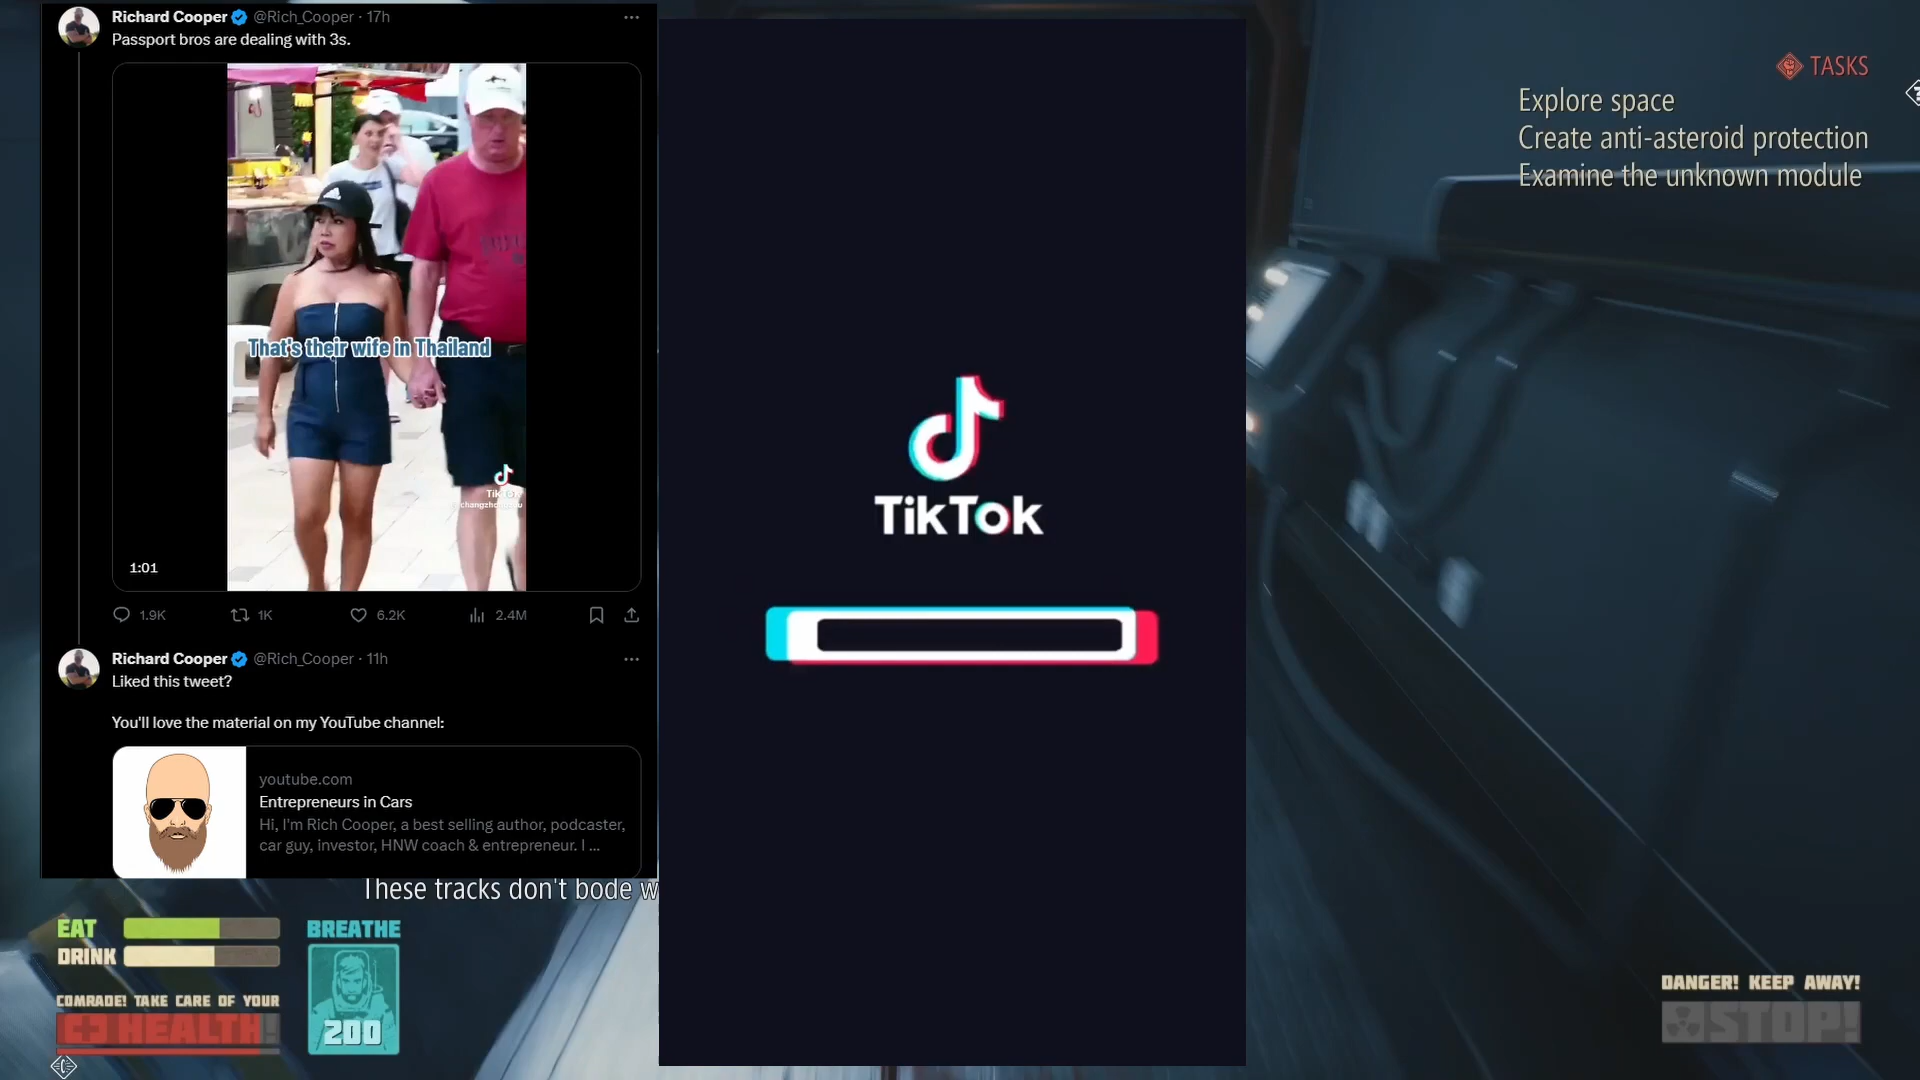 Richard Cooper @Rich_Cooper · 17h
Passport bros are dealing with 3s.
That's their wife in Thailand
TikTok
1:01
1.9K 1K 6.2K 2.4M
Richard Cooper @Rich_Cooper · 11h
Liked this tweet?
You'll love the material on my YouTube channel:
youtube.com
Entrepreneurs in Cars
Hi, I'm Rich Cooper, a best selling author, podcaster,
car guy, investor, HNW coach & entrepreneur. I ...
These tracks don't bode w
EAT
DRINK
BREATHE
COMRADE! TAKE CARE OF YOUR
HEALTH!
200
TikTok
TASKS
Explore space
Create anti-asteroid protection
Examine the unknown module
DANGER! KEEP AWAY!
STOP!